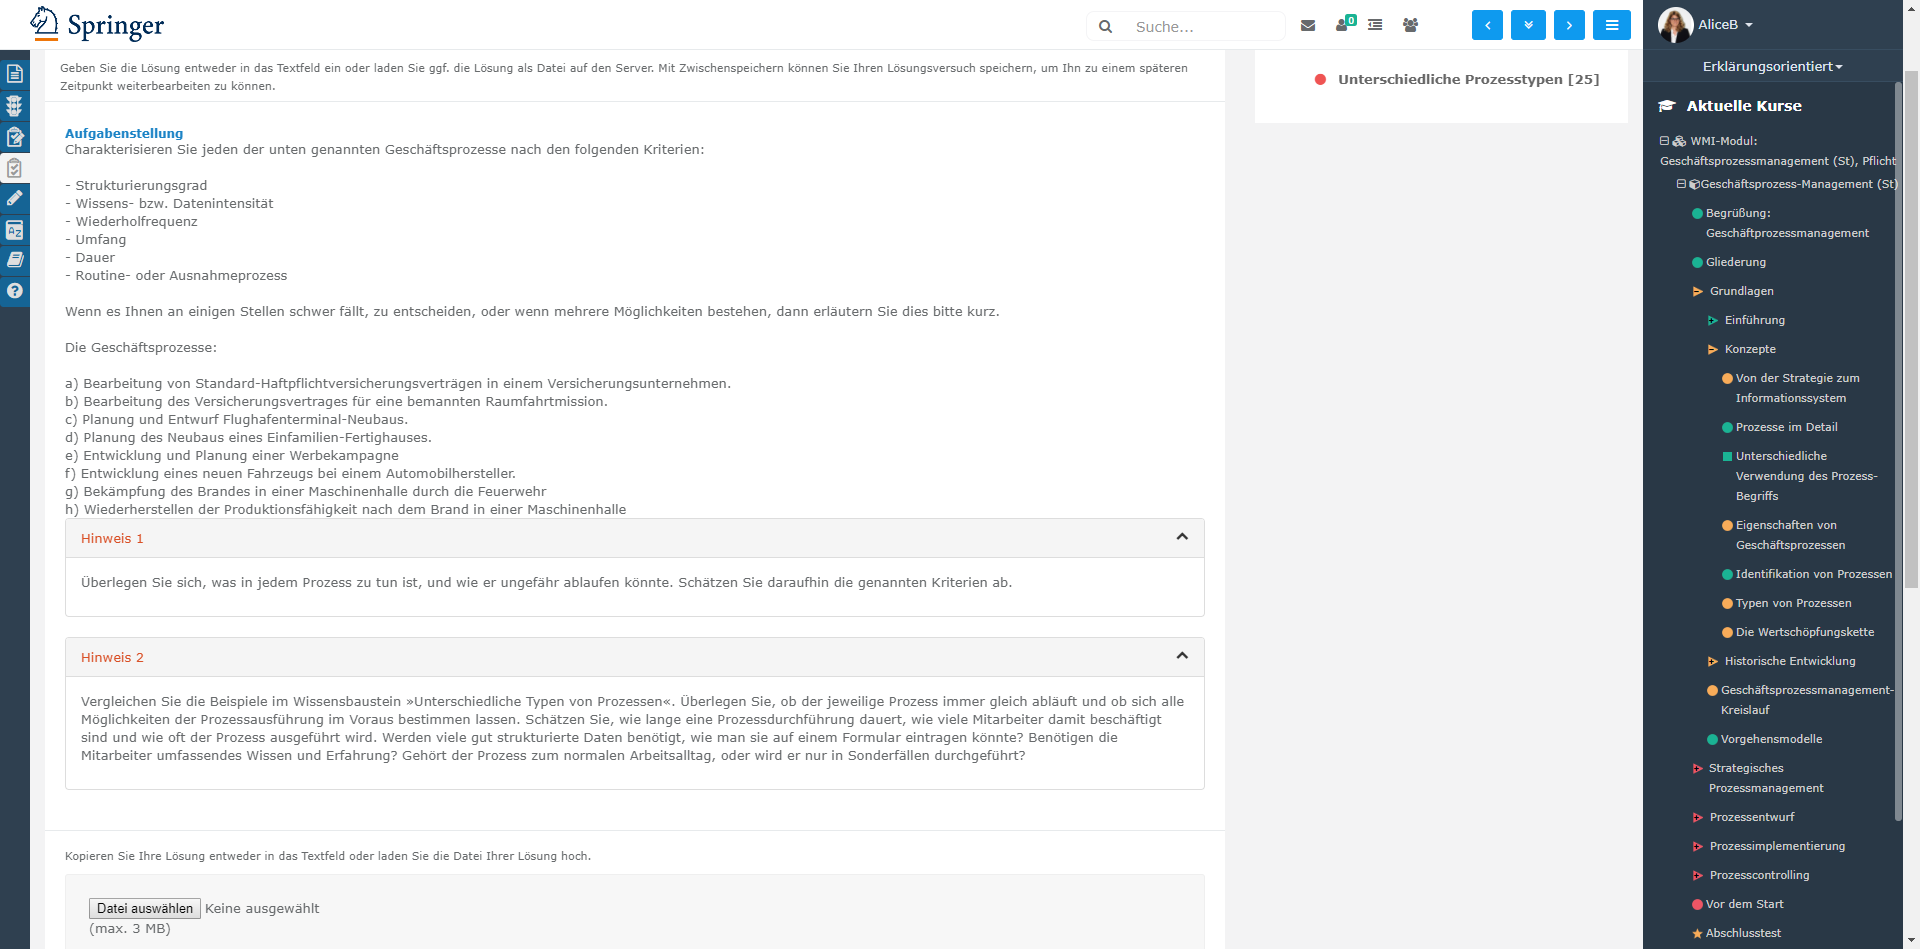 Springer
Suche...
0
AliceB
Erklärungsorientiert
Geben Sie die Lösung entweder in das Textfeld ein oder laden Sie ggf. die Lösung als Datei auf den Server. Mit Zwischenspeichern können Sie Ihren Lösungsversuch speichern, um Ihn zu einem späteren
Zeitpunkt weiterbearbeiten zu können.
Aufgabenstellung
Charakterisieren Sie jeden der unten genannten Geschäftsprozesse nach den folgenden Kriterien:
- Strukturierungsgrad
- Wissens- bzw. Datenintensität
- Wiederholfrequenz
- Umfang
- Dauer
- Routine- oder Ausnahmeprozess
Wenn es Ihnen an einigen Stellen schwer fällt, zu entscheiden, oder wenn mehrere Möglichkeiten bestehen, dann erläutern Sie dies bitte kurz.
Die Geschäftsprozesse:
a) Bearbeitung von Standard-Haftpflichtversicherungsverträgen in einem Versicherungsunternehmen.
b) Bearbeitung des Versicherungsvertrages für eine bemannten Raumfahrtmission.
c) Planung und Entwurf Flughafenterminal-Neubaus.
d) Planung des Neubaus eines Einfamilien-Fertighauses.
e) Entwicklung und Planung einer Werbekampagne
f) Entwicklung eines neuen Fahrzeugs bei einem Automobilhersteller.
g) Bekämpfung des Brandes in einer Maschinenhalle durch die Feuerwehr
h) Wiederherstellen der Produktionsfähigkeit nach dem Brand in einer Maschinenhalle
Hinweis 1
Überlegen Sie sich, was in jedem Prozess zu tun ist, und wie er ungefähr ablaufen könnte. Schätzen Sie daraufhin die genannten Kriterien ab.
Hinweis 2
Vergleichen Sie die Beispiele im Wissensbaustein »Unterschiedliche Typen von Prozessen«. Überlegen Sie, ob der jeweilige Prozess immer gleich abläuft und ob sich alle
Möglichkeiten der Prozessausführung im Voraus bestimmen lassen. Schätzen Sie, wie lange eine Prozessdurchführung dauert, wie viele Mitarbeiter damit beschäftigt
sind und wie oft der Prozess ausgeführt wird. Werden viele gut strukturierte Daten benötigt, wie man sie auf einem Formular eintragen könnte? Benötigen die
Mitarbeiter umfassendes Wissen und Erfahrung? Gehört der Prozess zum normalen Arbeitsalltag, oder wird er nur in Sonderfällen durchgeführt?
Kopieren Sie Ihre Lösung entweder in das Textfeld oder laden Sie die Datei Ihrer Lösung hoch.
Datei auswählen Keine ausgewählt
(max. 3 MB)
Unterschiedliche Prozesstypen [25]
Aktuelle Kurse
WMI-Modul:
Geschäftsprozessmanagement (St), Pflicht
Geschäftsprozess-Management (St)
Begrüßung:
Geschäftprozessmanagement
Gliederung
Grundlagen
Einführung
Konzepte
Von der Strategie zum
Informationssystem
Prozesse im Detail
Unterschiedliche
Verwendung des Prozess-
Begriffs
Eigenschaften von
Geschäftsprozessen
Identifikation von Prozessen
Typen von Prozessen
Die Wertschöpfungskette
Historische Entwicklung
Geschäftsprozessmanagement-
Kreislauf
Vorgehensmodelle
Strategisches
Prozessmanagement
Prozessentwurf
Prozessimplementierung
Prozesscontrolling
Vor dem Start
Abschlusstest